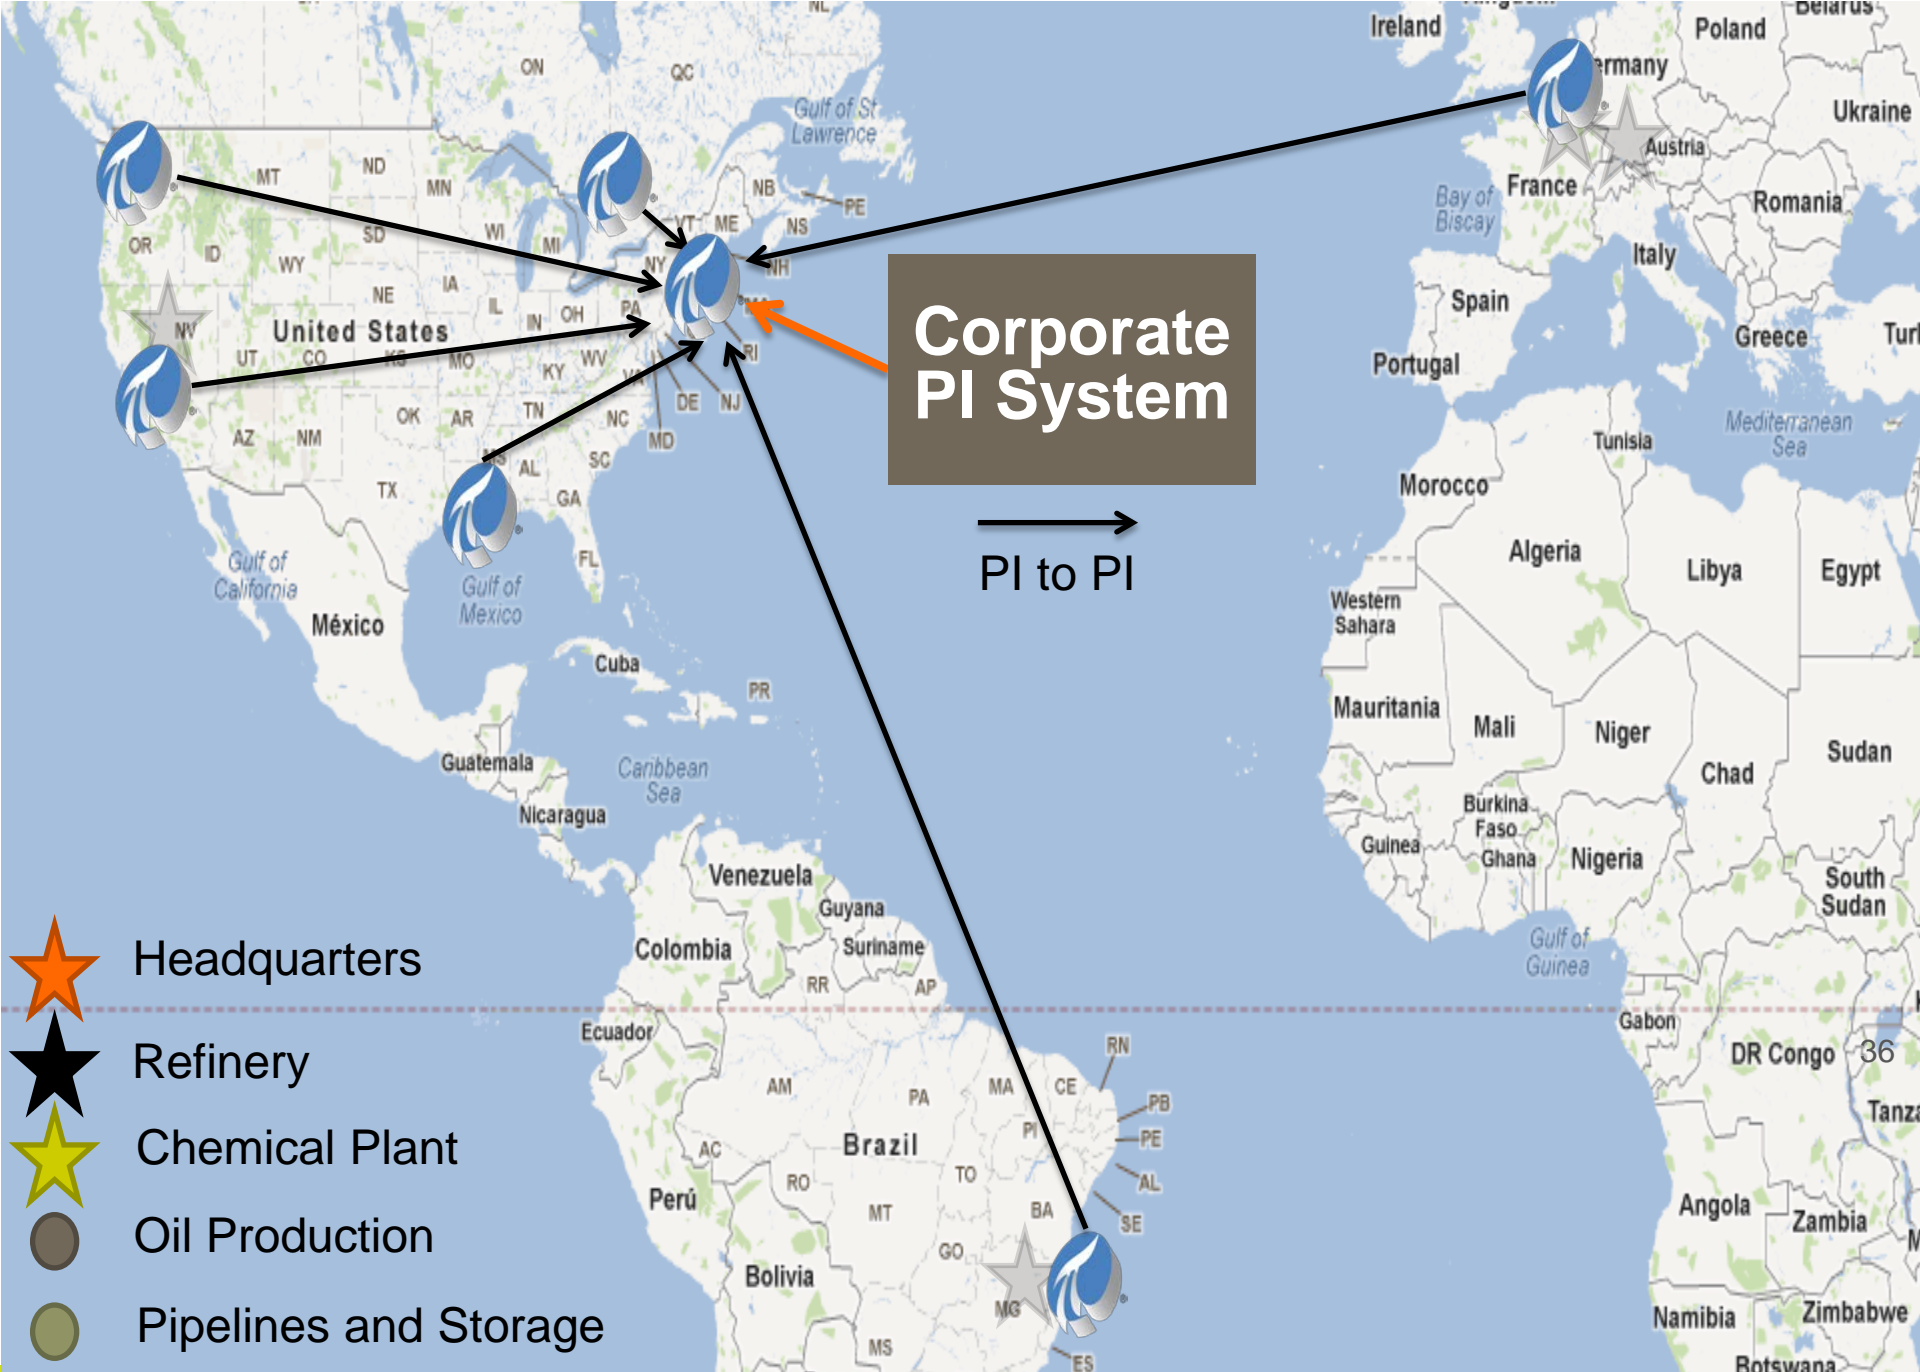 NL
Ireland
Poland
Belarus
ON
QC
ermany
Gulf of St
Lawrence
Ukraine
Austria
MT
ND
MN
NB
PE
France
Bay of
Biscay
Romania
VT
ME
NS
OR
ID
SD
WI
MI
WY
NY
NH
Italy
NE
IA
IL
IN
OH
PA
MA
Spain
NV
United States
Corporate
PI System
Greece
Portugal
UT
CO
KS
MO
KY
WV
VA
RI
DE
NJ
OK
AR
TN
NC
MD
AZ
NM
MS
AL
SC
Tunisia
Mediterranean
Sea
TX
GA
Morocco
PI to PI
Gulf of
California
FL
Gulf of
Mexico
Algeria
Libya
Egypt
México
Western
Sahara
Cuba
PR
Mauritania
Mali
Niger
Sudan
Guatemala
Caribbean
Sea
Chad
Nicaragua
Burkina
Faso
Guinea
Ghana
Nigeria
Venezuela
South
Sudan
Guyana
Colombia
Suriname
Gulf of
Guinea
Headquarters
RR
AP
Ecuador
Gabon
RN
DR Congo
36
Refinery
AM
PA
MA
CE
PB
PI
PE
Chemical Plant
AC
Brazil
TO
RO
AL
Perú
MT
BA
SE
Angola
Zambia
Oil Production
GO
Bolivia
MG
Namibia
Zimbabwe
Pipelines and Storage
MS
ES
Botswana